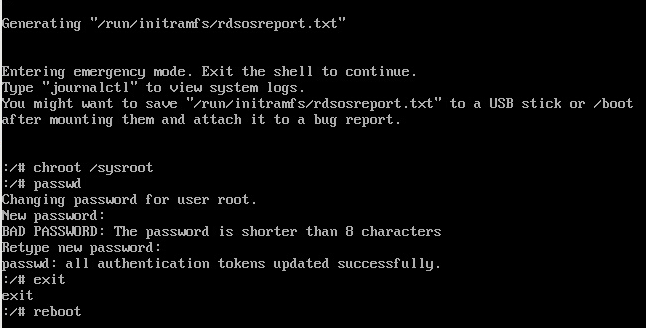 Generating "/run/initramfs/rdsosreport.txt"
Entering emergency mode. Exit the shell to continue.
Type "journalctl" to view system logs.
You might want to save "/run/initramfs/rdsosreport.txt" to a USB stick or /boot
after mounting them and attach it to a bug report.
:/# chroot /sysroot
:/# passwd
Changing password for user root.
New password:
BAD PASSWORD: The password is shorter than 8 characters
Retype new password:
passwd: all authentication tokens updated successfully.
:/# exit
exit
:/# reboot